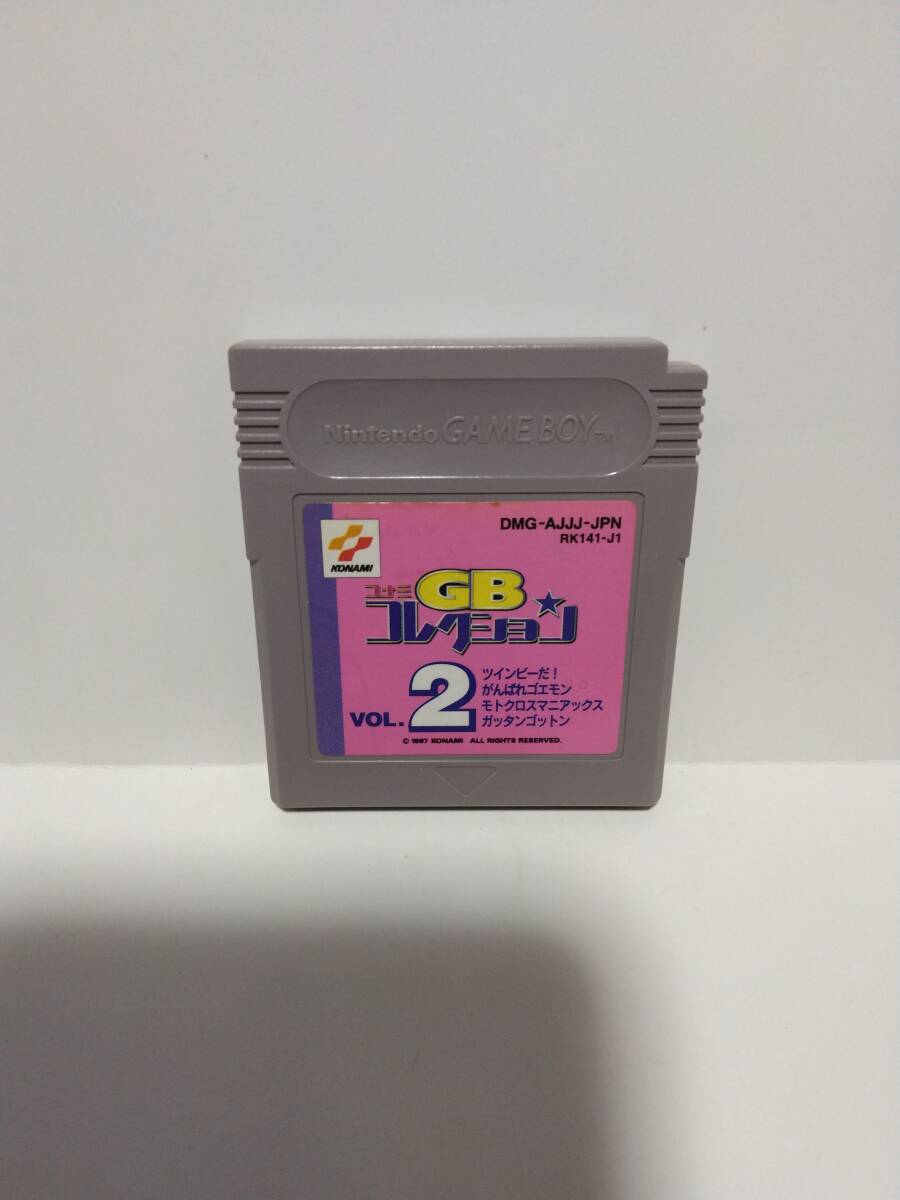 Nintendo GAME BOY TM
DMG-AJJJ-JPN
RK141-J1
KONAMI
コナミ GB
コレクション
VOL. 2
ツインビーだ!
がんばれゴエモン
モトクロスマニアックス
ガッタンゴットン
© 1997 KONAMI ALL RIGHTS RESERVED.